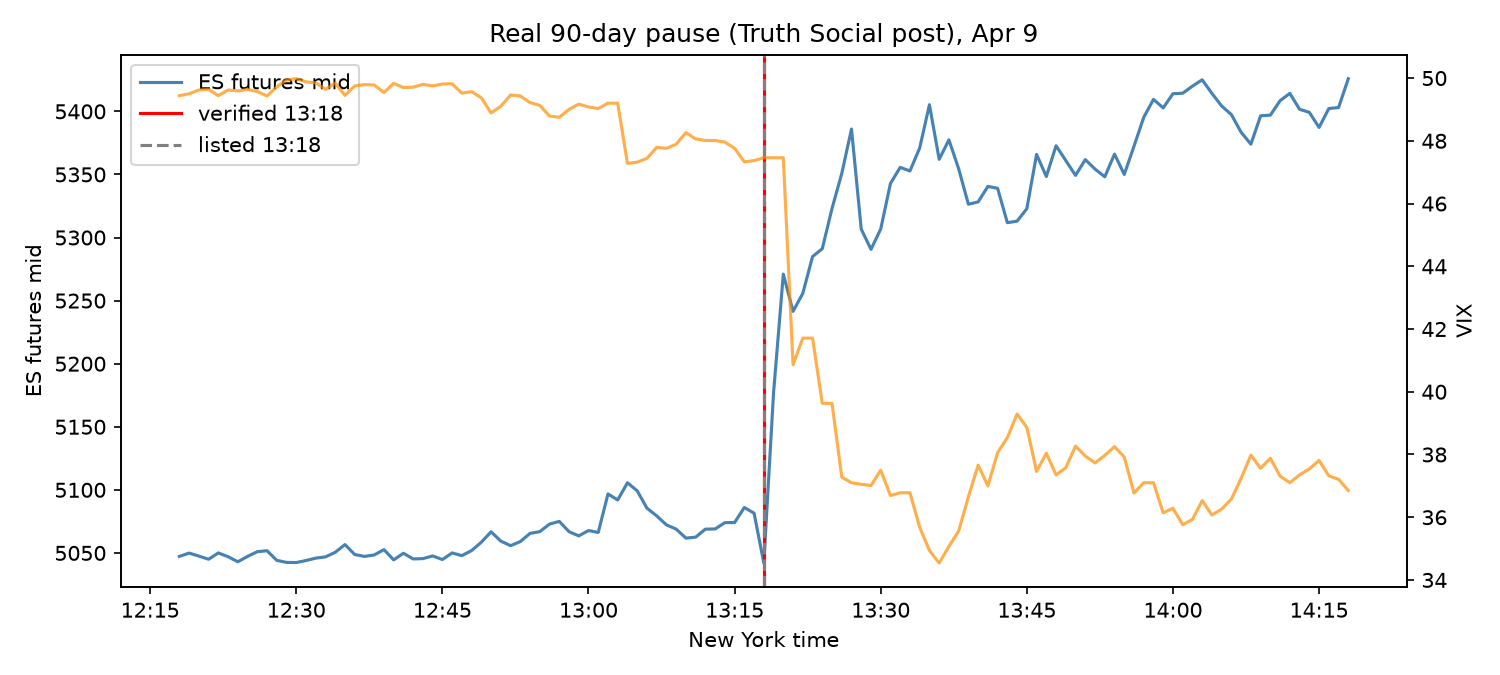 Real 90-day pause (Truth Social post), Apr 9
ES futures mid
verified 13:18
listed 13:18
ES futures mid
5400
5350
5300
5250
5200
5150
5100
5050
50
48
46
44
42
40
38
36
34
VIX
12:15 12:30 12:45 13:00 13:15 13:30 13:45 14:00 14:15
New York time